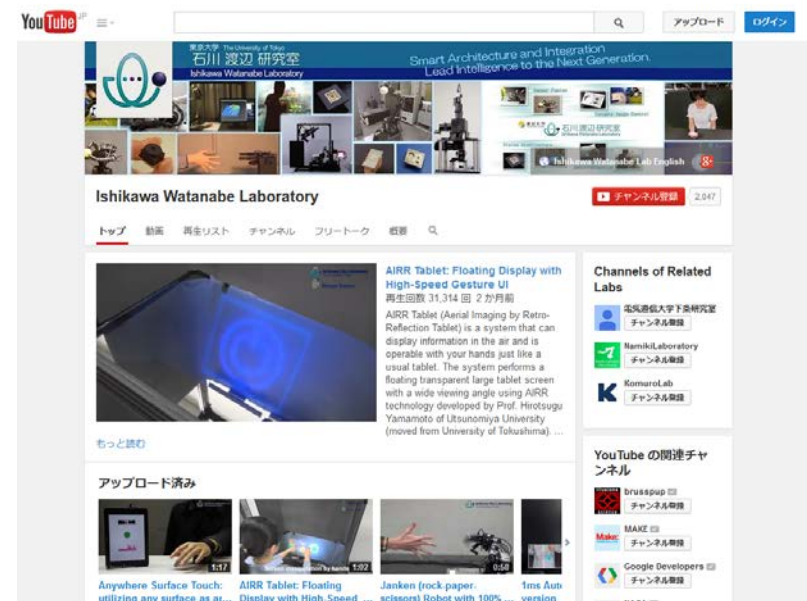 YouTube JP
アップロード
ログイン
東京大学 The University of Tokyo
石川 渡辺 研究室
Ishikawa Watanabe Laboratory
Smart Architecture and Integration
Lead Intelligence to the Next Generation.
石川 渡辺 研究室
Ishikawa Watanabe Lab English
Ishikawa Watanabe Laboratory
チャンネル登録
2,047
トップ 動画 再生リスト チャンネル フリートーク 概要
AIRR Tablet: Floating Display with
High-Speed Gesture UI
再生回数 31,314 回 2 か月前
AIRR Tablet (Aerial Imaging by Retro-
Reflection Tablet) is a system that can
display information in the air and is
operable with your hands just like a
usual tablet. The system performs a
floating transparent large tablet screen
with a wide viewing angle using AIRR
technology developed by Prof. Hirotsugu
Yamamoto of Utsunomiya University
(moved from University of Tokushima). ...
もっと読む
アップロード済み
1:17
Anywhere Surface Touch:
utilizing any surface as an...
1:02
AIRR Tablet: Floating
Display with High-Speed ...
0:58
Janken (rock-paper-
scissors) Robot with 100% ...
1ms Auto
version
Channels of Related
Labs
電気通信大学下条研究室
チャンネル登録
NamikiLaboratory
チャンネル登録
KomuroLab
チャンネル登録
YouTube の関連チャ
ンネル
brusspup
チャンネル登録
Make:
MAKE
チャンネル登録
Google Developers
チャンネル登録